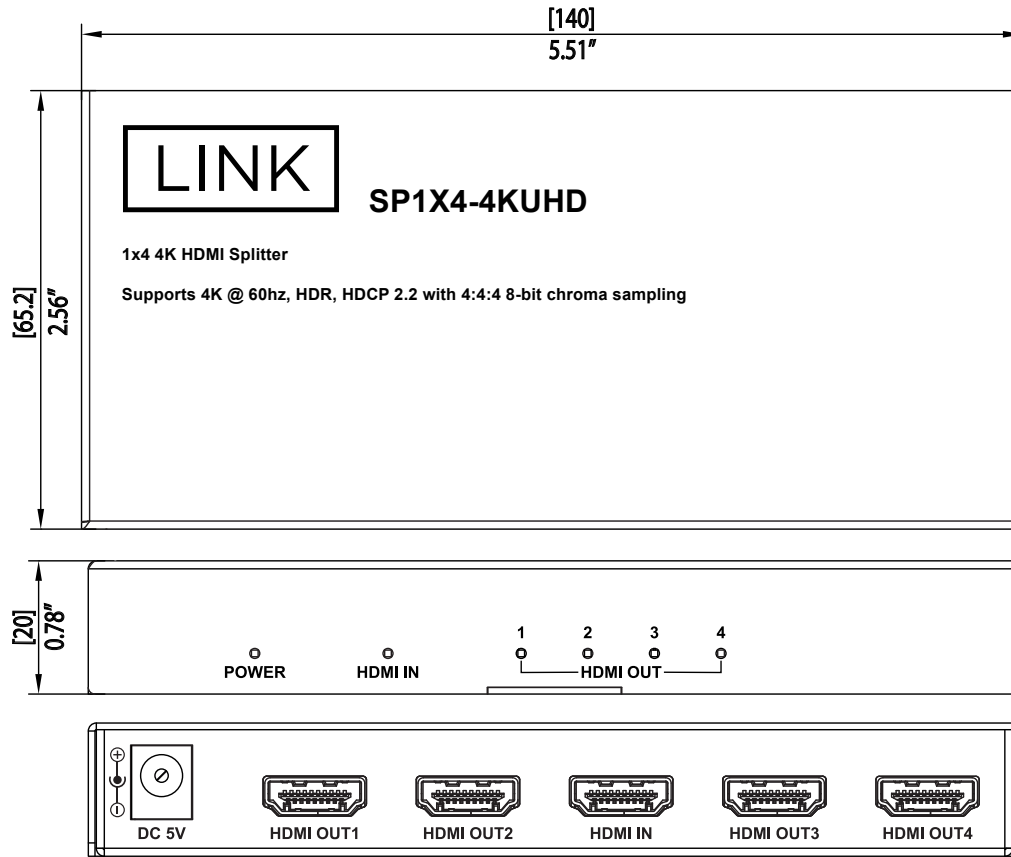 [140]
5.51"
LINK
SP1X4-4KUHD
1x4 4K HDMI Splitter
Supports 4K @ 60hz, HDR, HDCP 2.2 with 4:4:4 8-bit chroma sampling
[65.2]
2.56"
[20]
0.78"
1 2 3 4
POWER HDMI IN HDMI OUT
DC 5V HDMI OUT1 HDMI OUT2 HDMI IN HDMI OUT3 HDMI OUT4